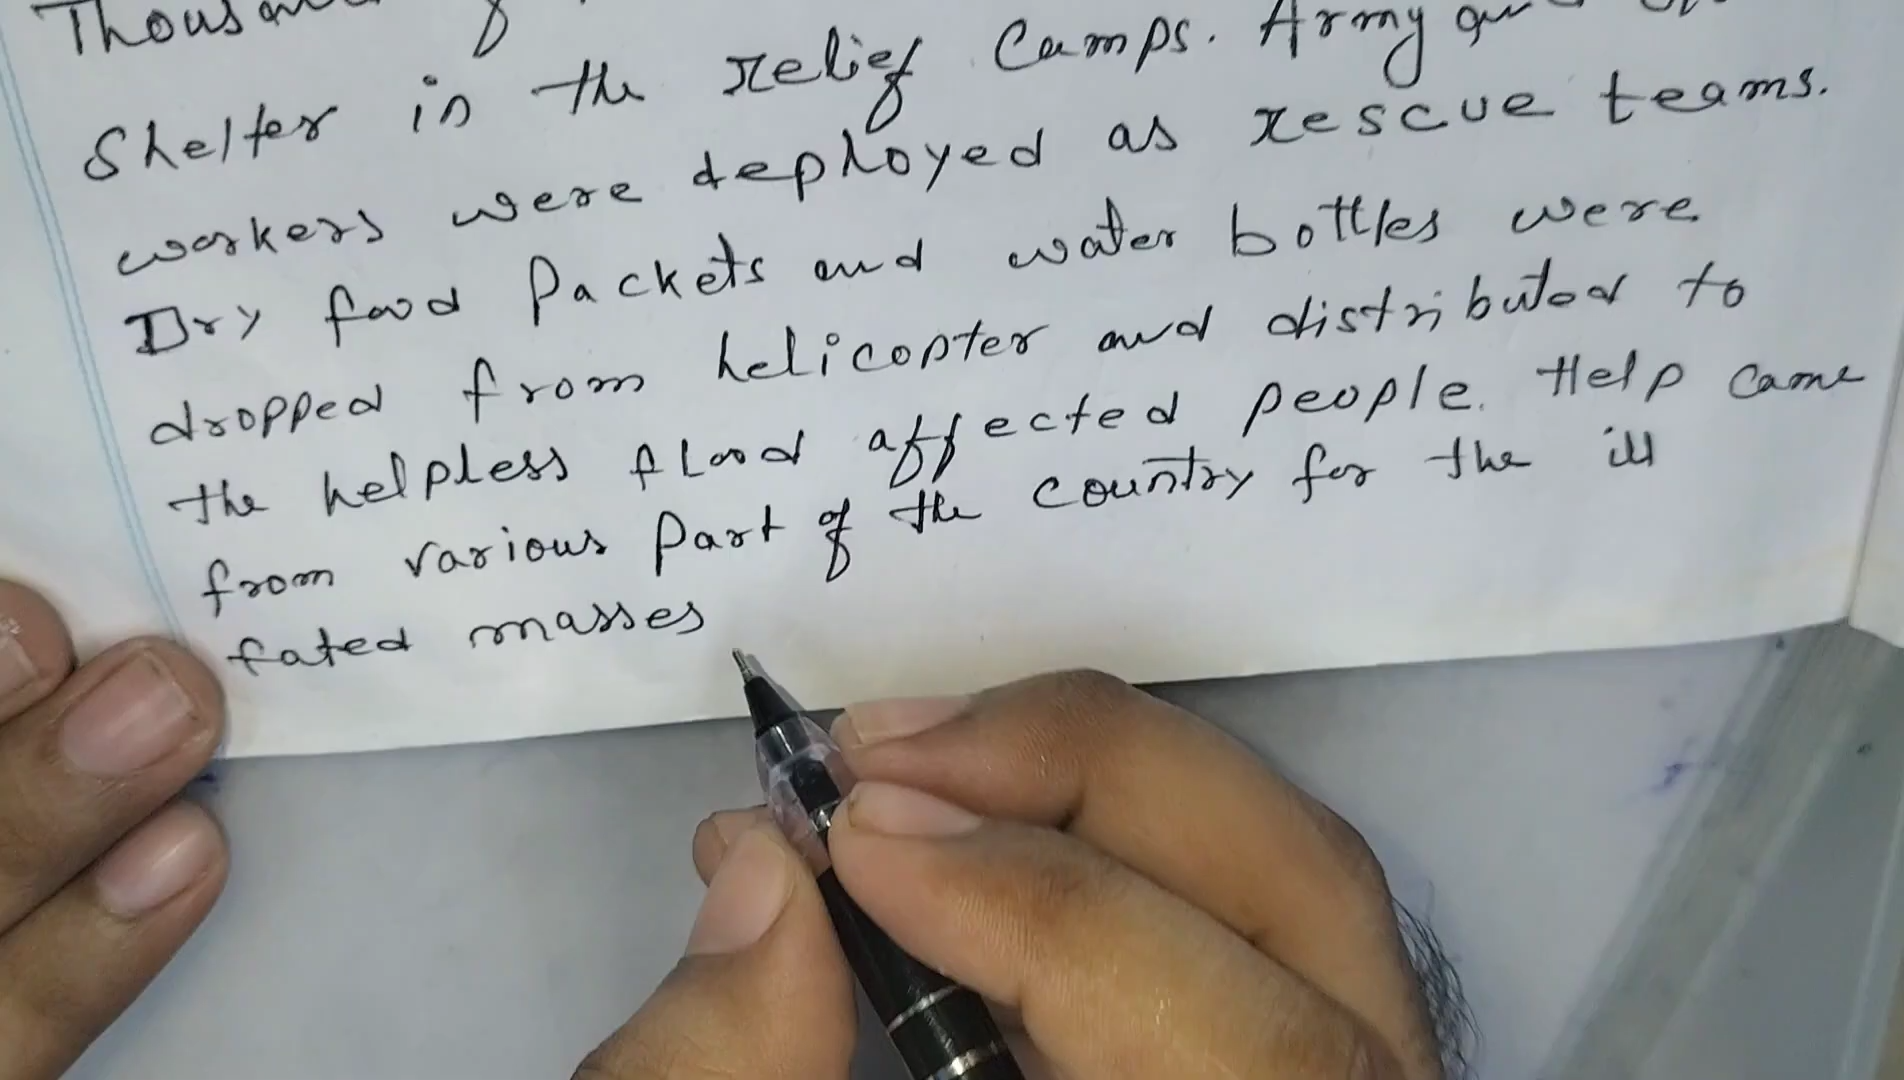 Shelter in the relief Camps. Army
workers were deployed as rescue teams.
Dry food Packets and water bottles were
dropped from helicopter and distributed to
the helpless flood affected people. Help came
from various part of the country for the ill
fated masses